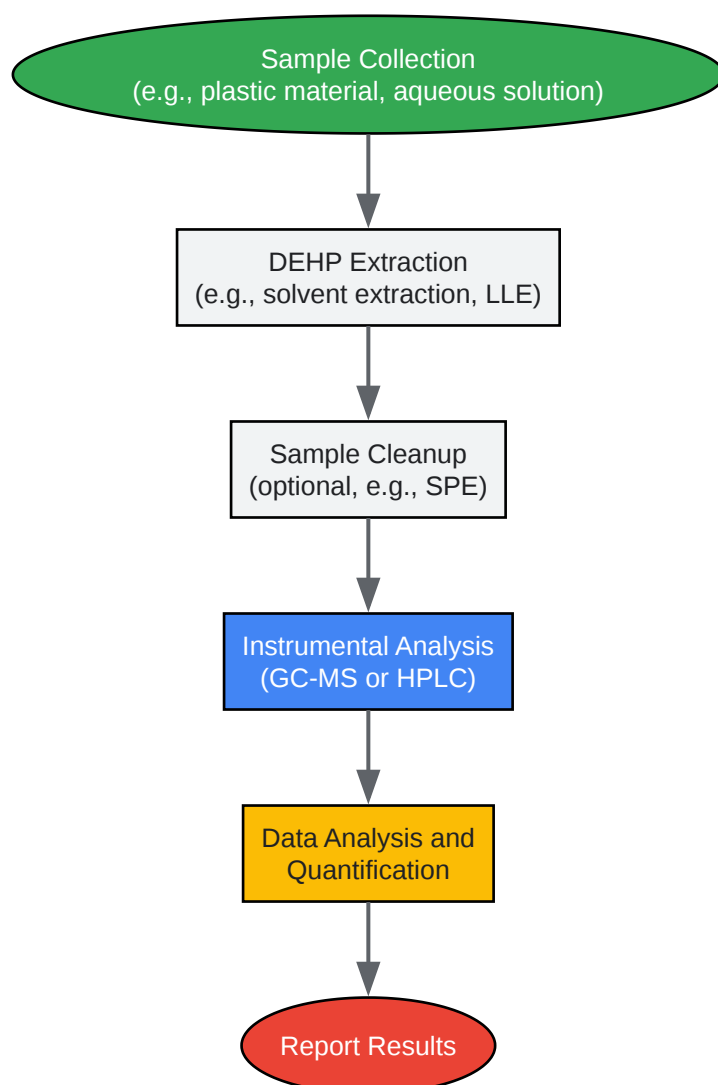 Sample Collection
(e.g., plastic material, aqueous solution)
DEHP Extraction
(e.g., solvent extraction, LLE)
Sample Cleanup
(optional, e.g., SPE)
Instrumental Analysis
(GC-MS or HPLC)
Data Analysis and
Quantification
Report Results